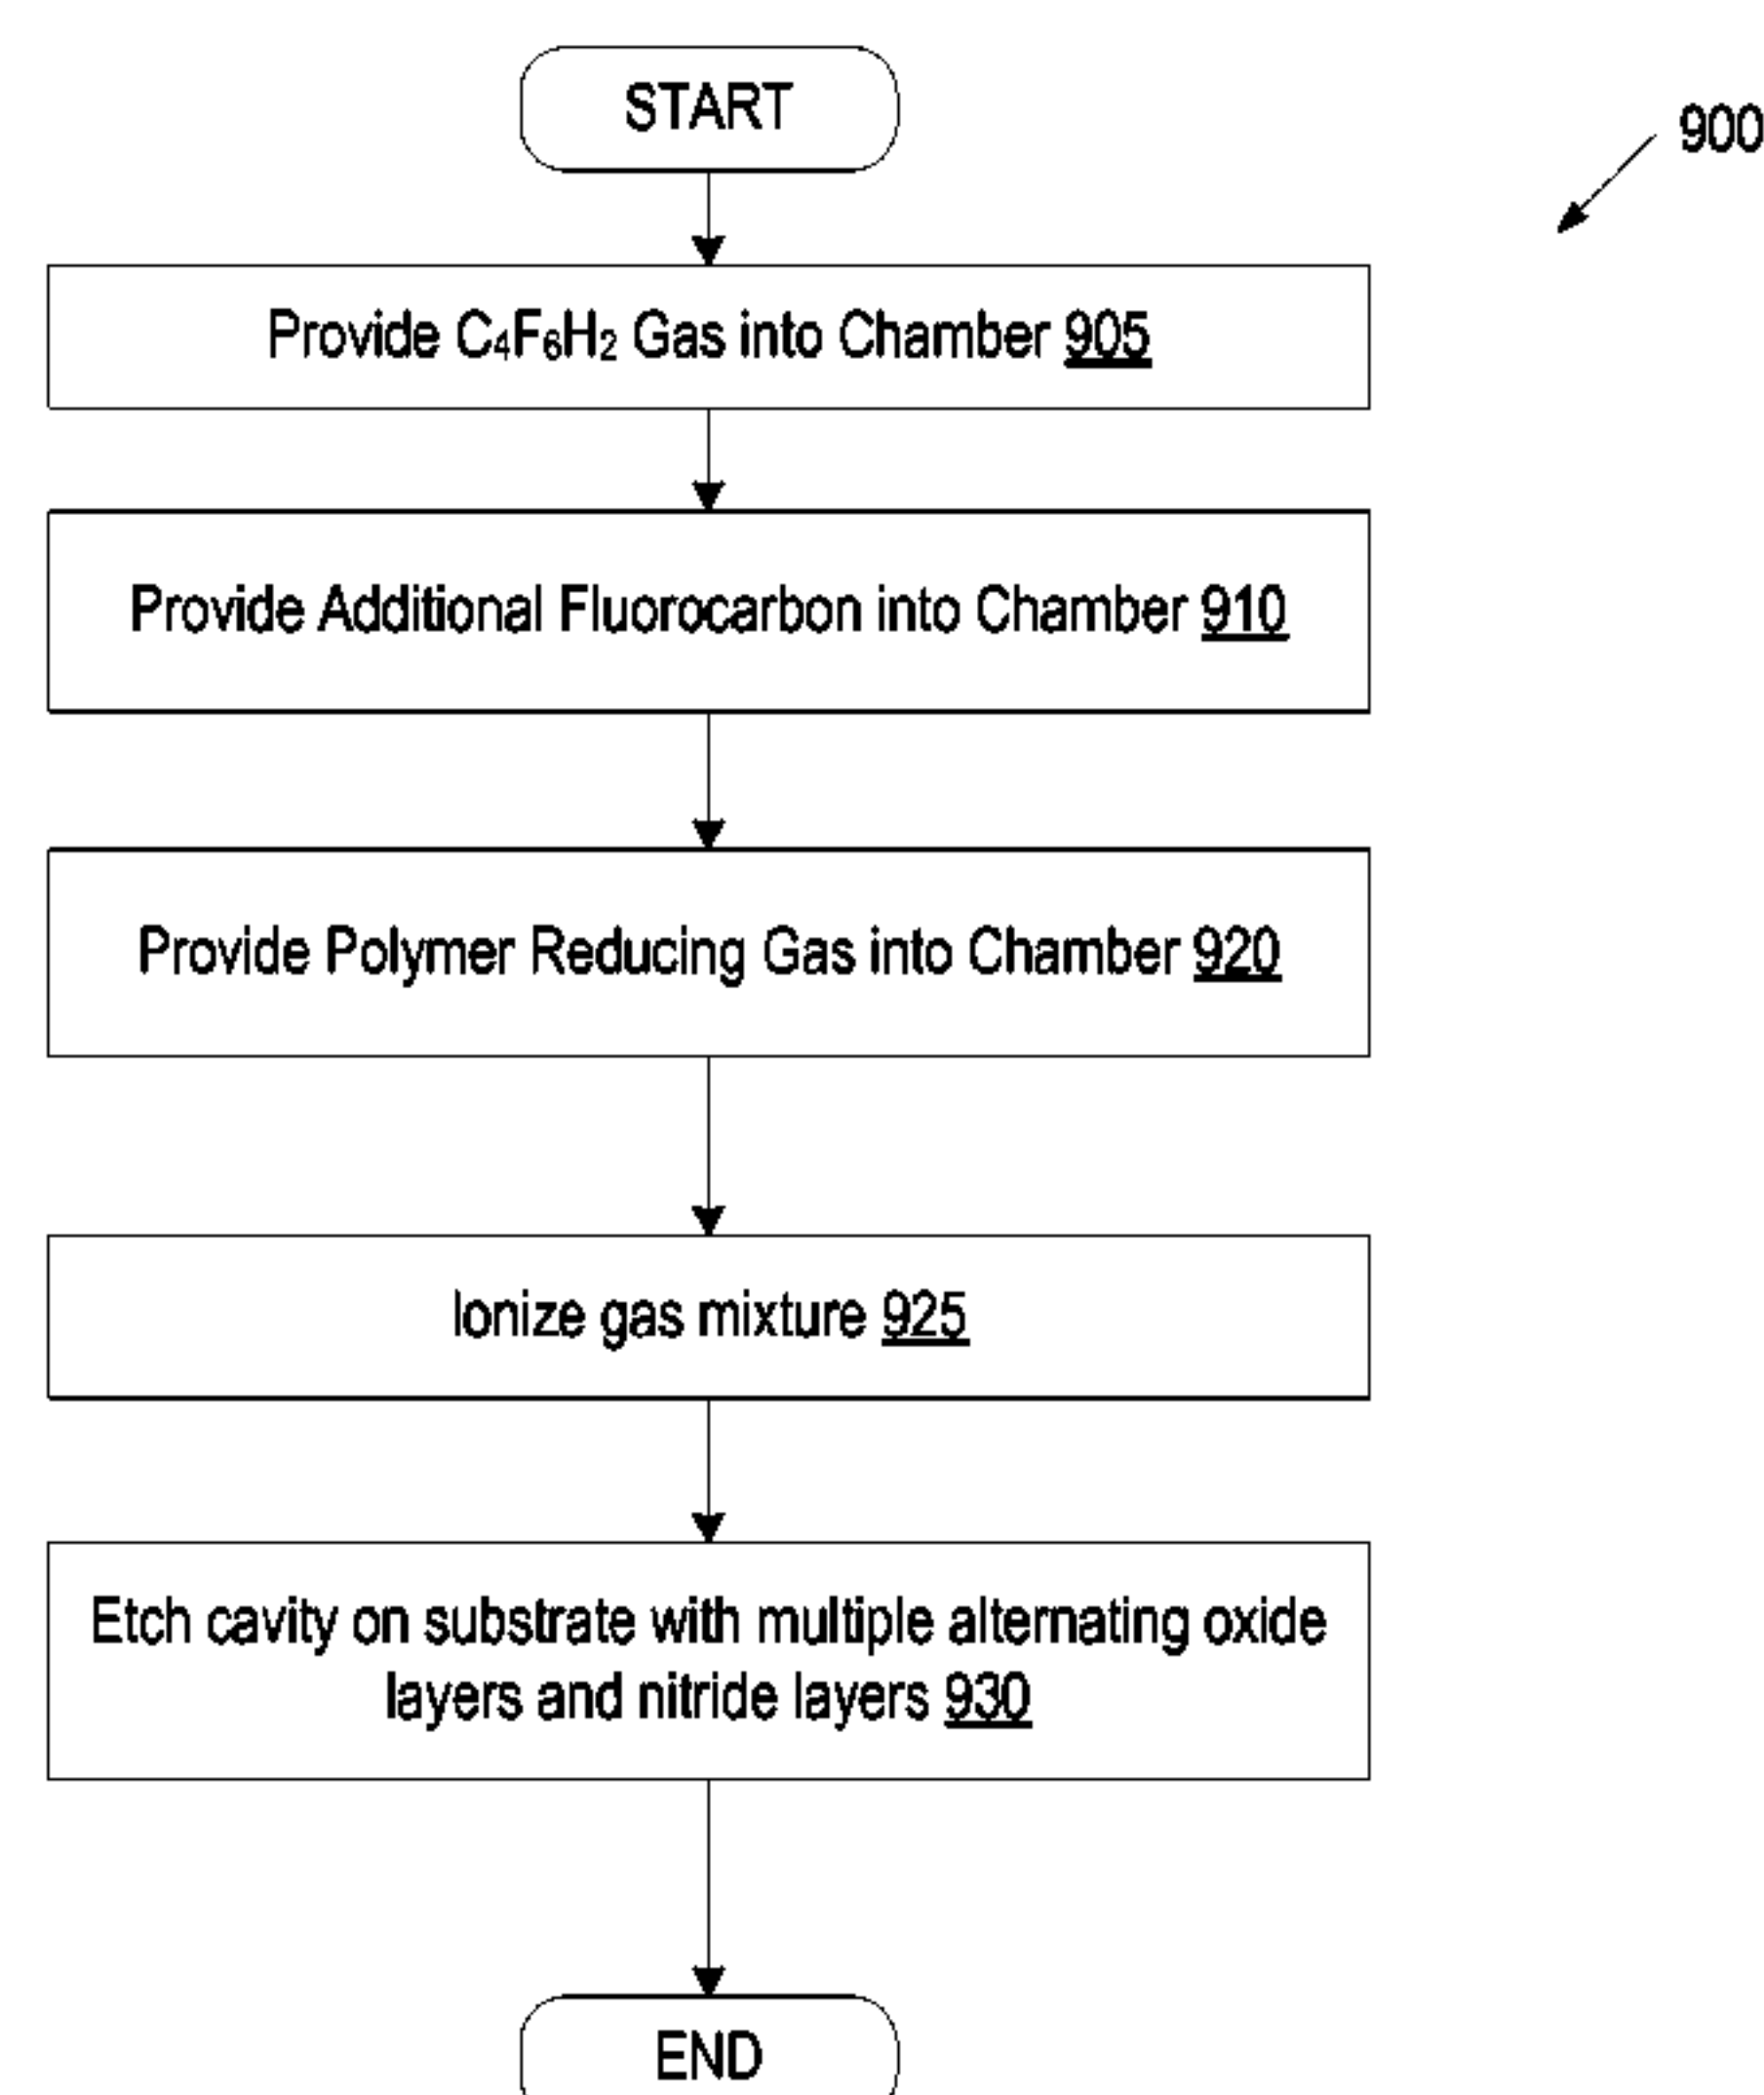 START
900
Provide C₄F₆H₂ Gas into Chamber 905
Provide Additional Fluorocarbon into Chamber 910
Provide Polymer Reducing Gas into Chamber 920
Ionize gas mixture 925
Etch cavity on substrate with multiple alternating oxide
layers and nitride layers 930
END